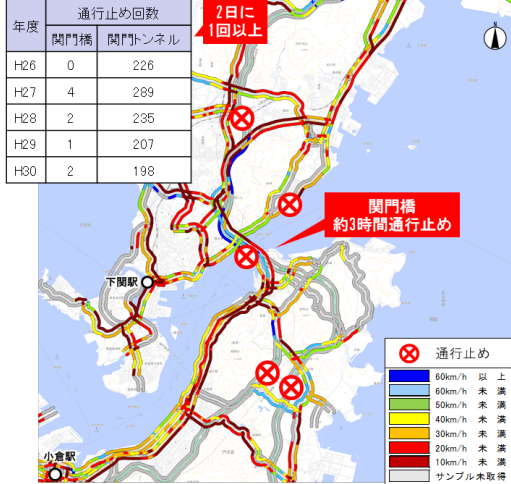 年度 通行止め回数
関門橋 関門トンネル
H26 0 226
H27 4 289
H28 2 235
H29 1 207
H30 2 198
2日に
1回以上
関門橋
約3時間通行止め
下関駅
小倉駅
通行止め
60km/h 以 上
60km/h 未 満
50km/h 未 満
40km/h 未 満
30km/h 未 満
20km/h 未 満
10km/h 未 満
サンプル未取得